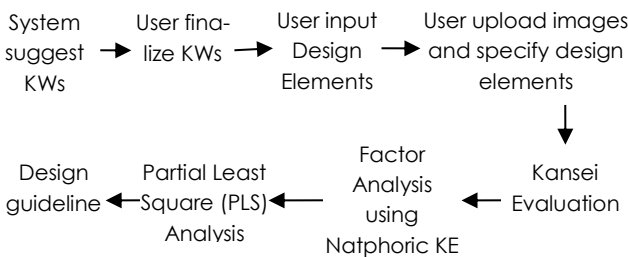 System
suggest
KWs
User fina-
lize KWs
User input
Design
Elements
User upload images
and specify design
elements
Kansei
Evaluation
Factor
Analysis
using
Natphoric KE
Partial Least
Square (PLS)
Analysis
Design
guideline